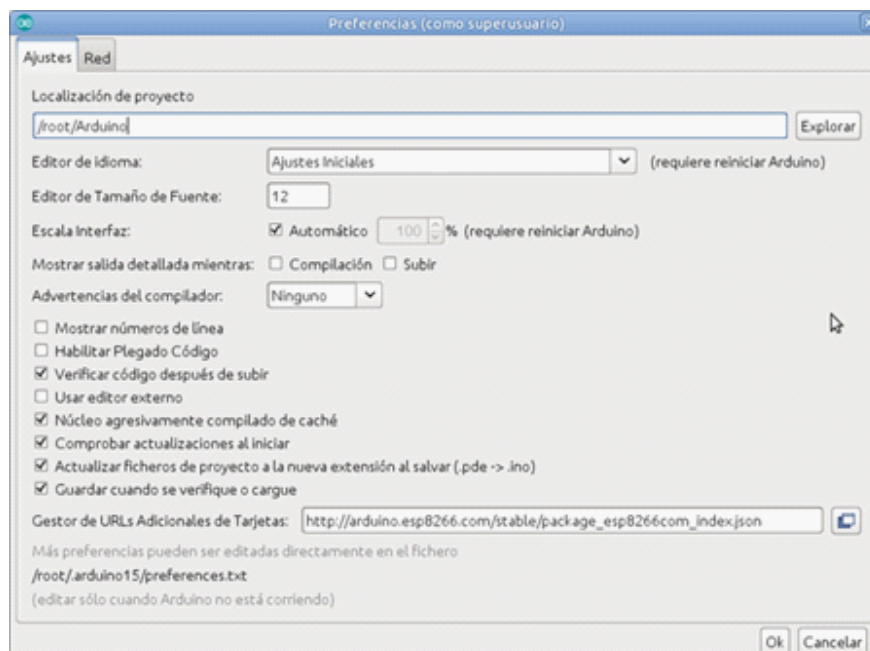 Preferencias (como superusuario)
Ajustes Red
Localización de proyecto
/root/Arduino Explorar
Editor de idioma: Ajustes Iniciales (requiere reiniciar Arduino)
Editor de Tamaño de Fuente: 12
Escala Interfaz: Automático 100 % (requiere reiniciar Arduino)
Mostrar salida detallada mientras: Compilación Subir
Advertencias del compilador: Ninguno
Mostrar números de línea
Habilitar Plegado Código
Verificar código después de subir
Usar editor externo
Núcleo agresivamente compilado de caché
Comprobar actualizaciones al iniciar
Actualizar ficheros de proyecto a la nueva extensión al salvar (.pde -> .ino)
Guardar cuando se verifique o cargue
Gestor de URLs Adicionales de Tarjetas: http://arduino.esp8266.com/stable/package_esp8266com_index.json
Más preferencias pueden ser editadas directamente en el fichero
/root/.arduino15/preferences.txt
(editar sólo cuando Arduino no está corriendo)
Ok Cancelar